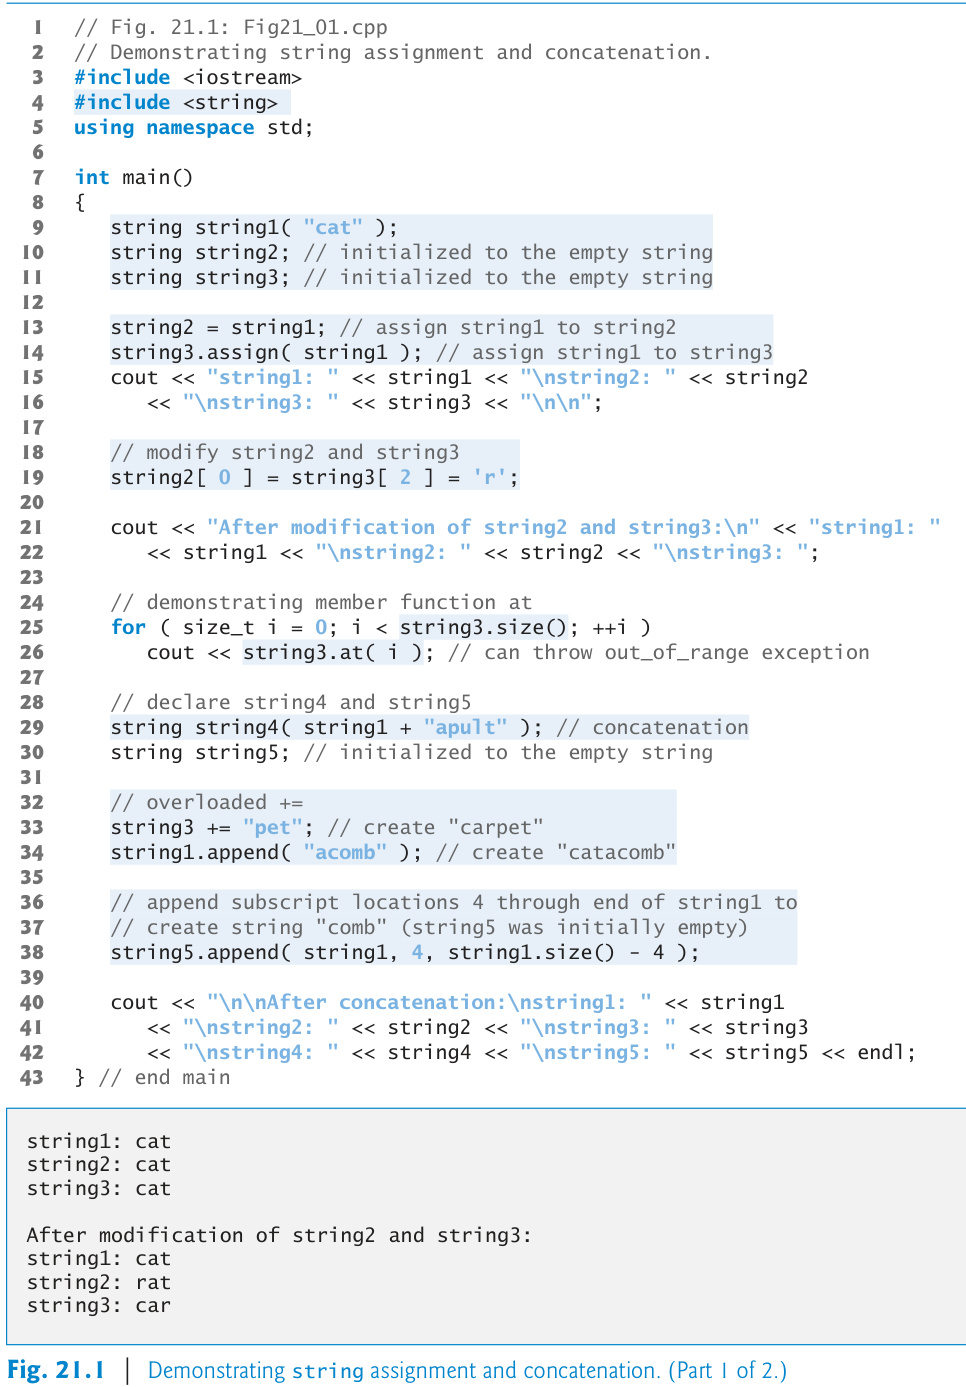 1 // Fig. 21.1: Fig21_01.cpp
2 // Demonstrating string assignment and concatenation.
3 #include <iostream>
4 #include <string>
5 using namespace std;
6
7 int main()
8 {
9 string string1( "cat" );
10 string string2; // initialized to the empty string
11 string string3; // initialized to the empty string
12
13 string2 = string1; // assign string1 to string2
14 string3.assign( string1 ); // assign string1 to string3
15 cout << "string1: " << string1 << "\nstring2: " << string2
16 << "\nstring3: " << string3 << "\n\n";
17
18 // modify string2 and string3
19 string2[ 0 ] = string3[ 2 ] = 'r';
20
21 cout << "After modification of string2 and string3:\n" << "string1: "
22 << string1 << "\nstring2: " << string2 << "\nstring3: ";
23
24 // demonstrating member function at
25 for ( size_t i = 0; i < string3.size(); ++i )
26 cout << string3.at( i ); // can throw out_of_range exception
27
28 // declare string4 and string5
29 string string4( string1 + "apult" ); // concatenation
30 string string5; // initialized to the empty string
31
32 // overloaded +=
33 string3 += "pet"; // create "carpet"
34 string1.append( "acomb" ); // create "catacomb"
35
36 // append subscript locations 4 through end of string1 to
37 // create string "comb" (string5 was initially empty)
38 string5.append( string1, 4, string1.size() - 4 );
39
40 cout << "\n\nAfter concatenation:\nstring1: " << string1
41 << "\nstring2: " << string2 << "\nstring3: " << string3
42 << "\nstring4: " << string4 << "\nstring5: " << string5 << endl;
43 } // end main
string1: cat
string2: cat
string3: cat
After modification of string2 and string3:
string1: cat
string2: rat
string3: car
Fig. 21.1 | Demonstrating string assignment and concatenation. (Part 1 of 2.)